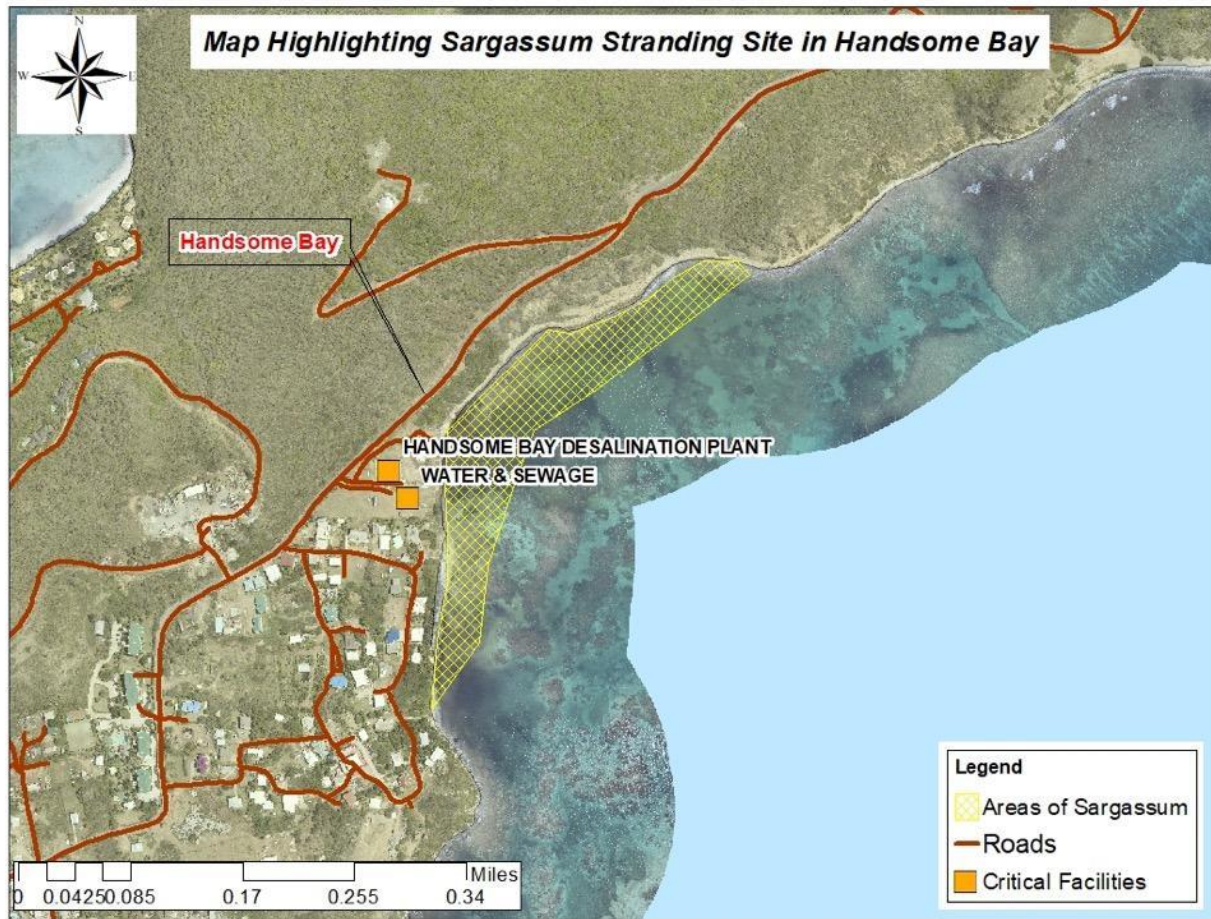 Map Highlighting Sargassum Stranding Site in Handsome Bay
N
W
E
S
Handsome Bay
HANDSOME BAY DESALINATION PLANT
WATER & SEWAGE
Legend
Areas of Sargassum
Roads
Critical Facilities
Miles
0 0.0425 0.085 0.17 0.255 0.34